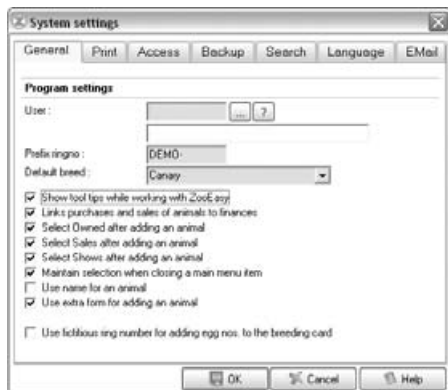 System settings
General Print Access Backup Search Language EMail
Program settings
User :
... ?
Prefix ringno : DEMO-
Default breed : Canary
Show tool tips while working with ZooEasy
Links purchases and sales of animals to finances
Select Owned after adding an animal
Select Sales after adding an animal
Select Shows after adding an animal
Maintain selection when closing a main menu item
Use name for an animal
Use extra form for adding an animal
Use fictitious ring number for adding egg nos. to the breeding card
OK Cancel Help